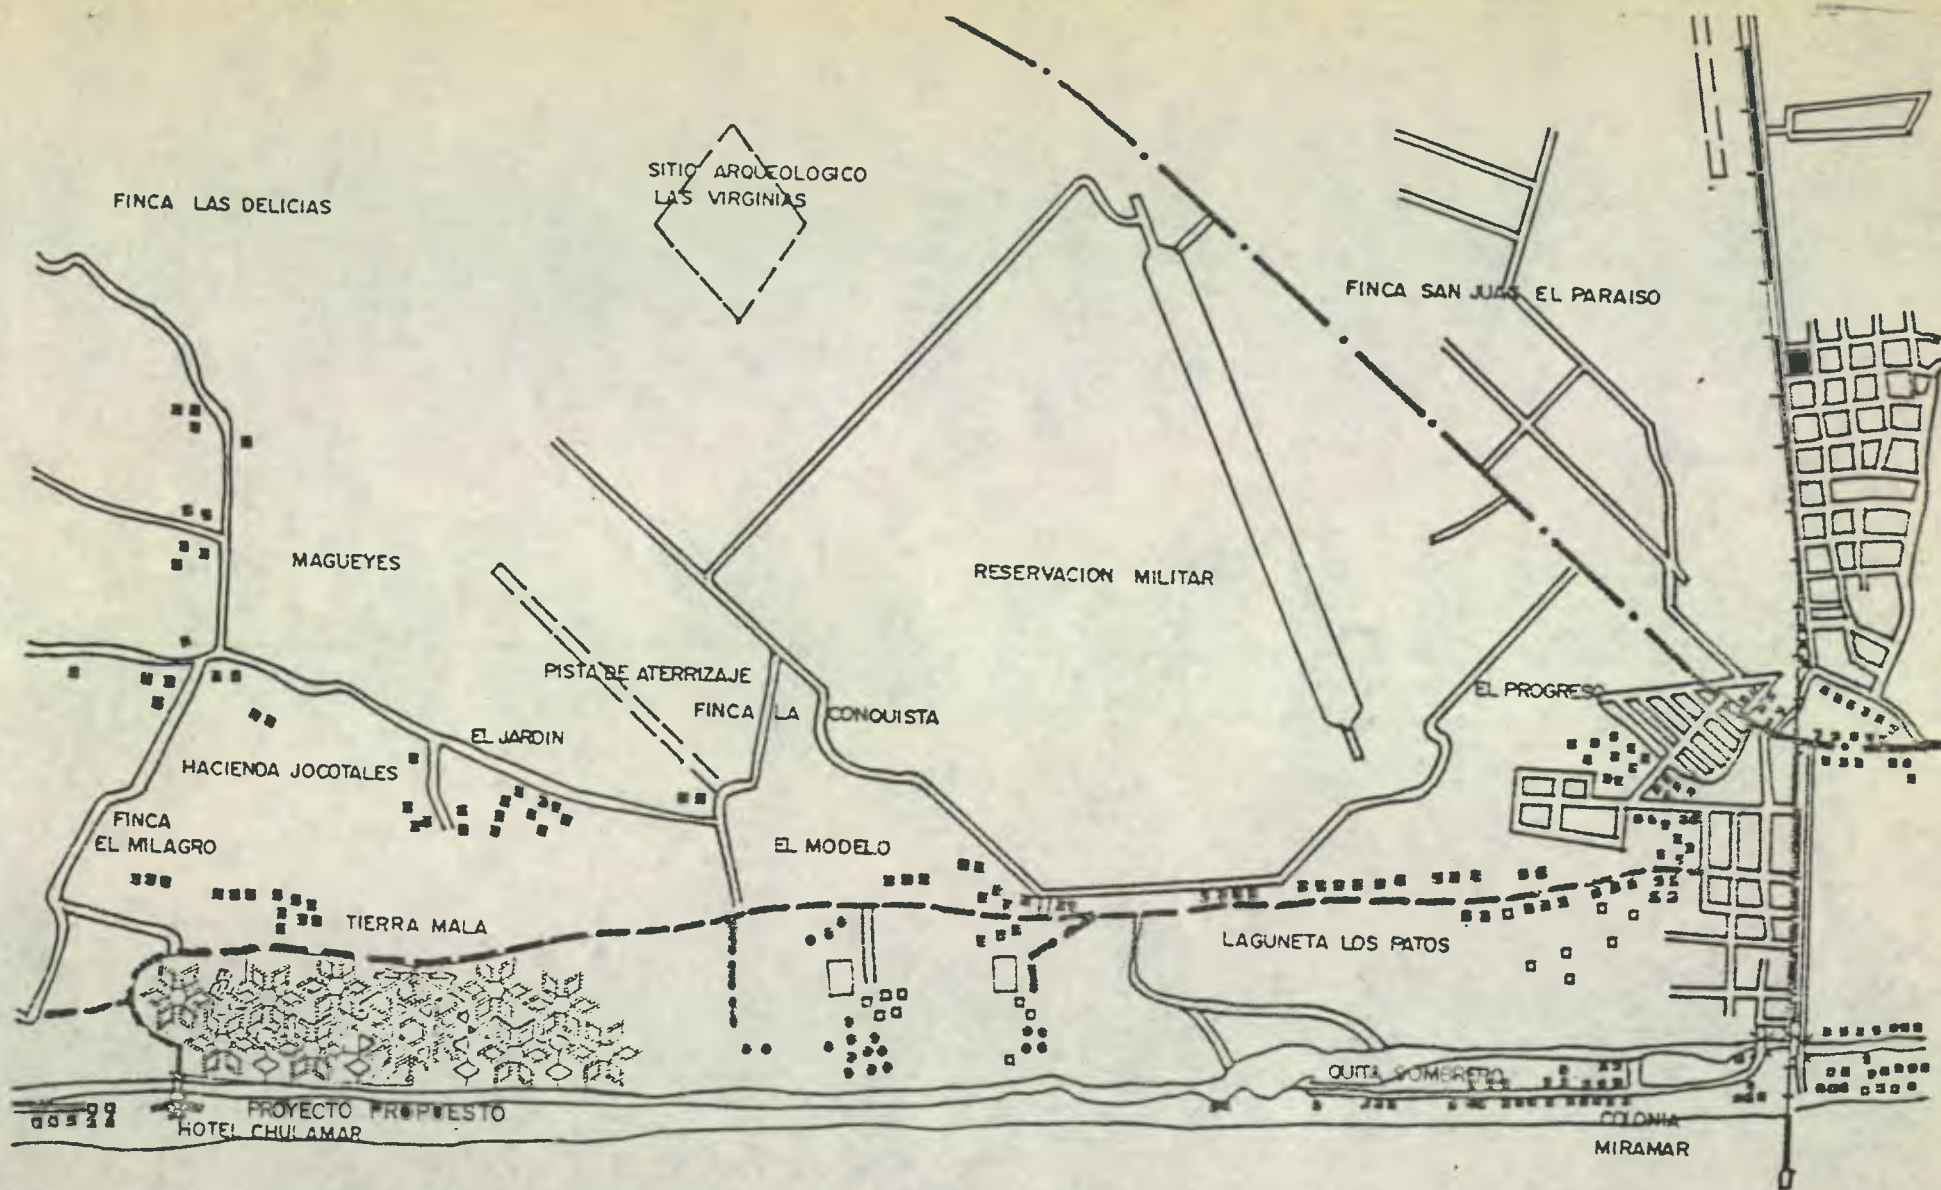 SITIO ARQUEOLOGICO
LAS VIRGINIAS
FINCA LAS DELICIAS
FINCA SAN JUAN EL PARAISO
MAGUEYES
RESERVACION MILITAR
PISTA DE ATERRIZAJE
EL PROGRESO
FINCA LA CONQUISTA
EL JARDIN
HACIENDA JOCOTALES
FINCA
EL MILAGRO
EL MODELO
TIERRA MALA
LAGUNETA LOS PATOS
QUITA SOMBRERO
PROYECTO PROPUESTO
HOTEL CHULAMAR
COLONIA
MIRAMAR